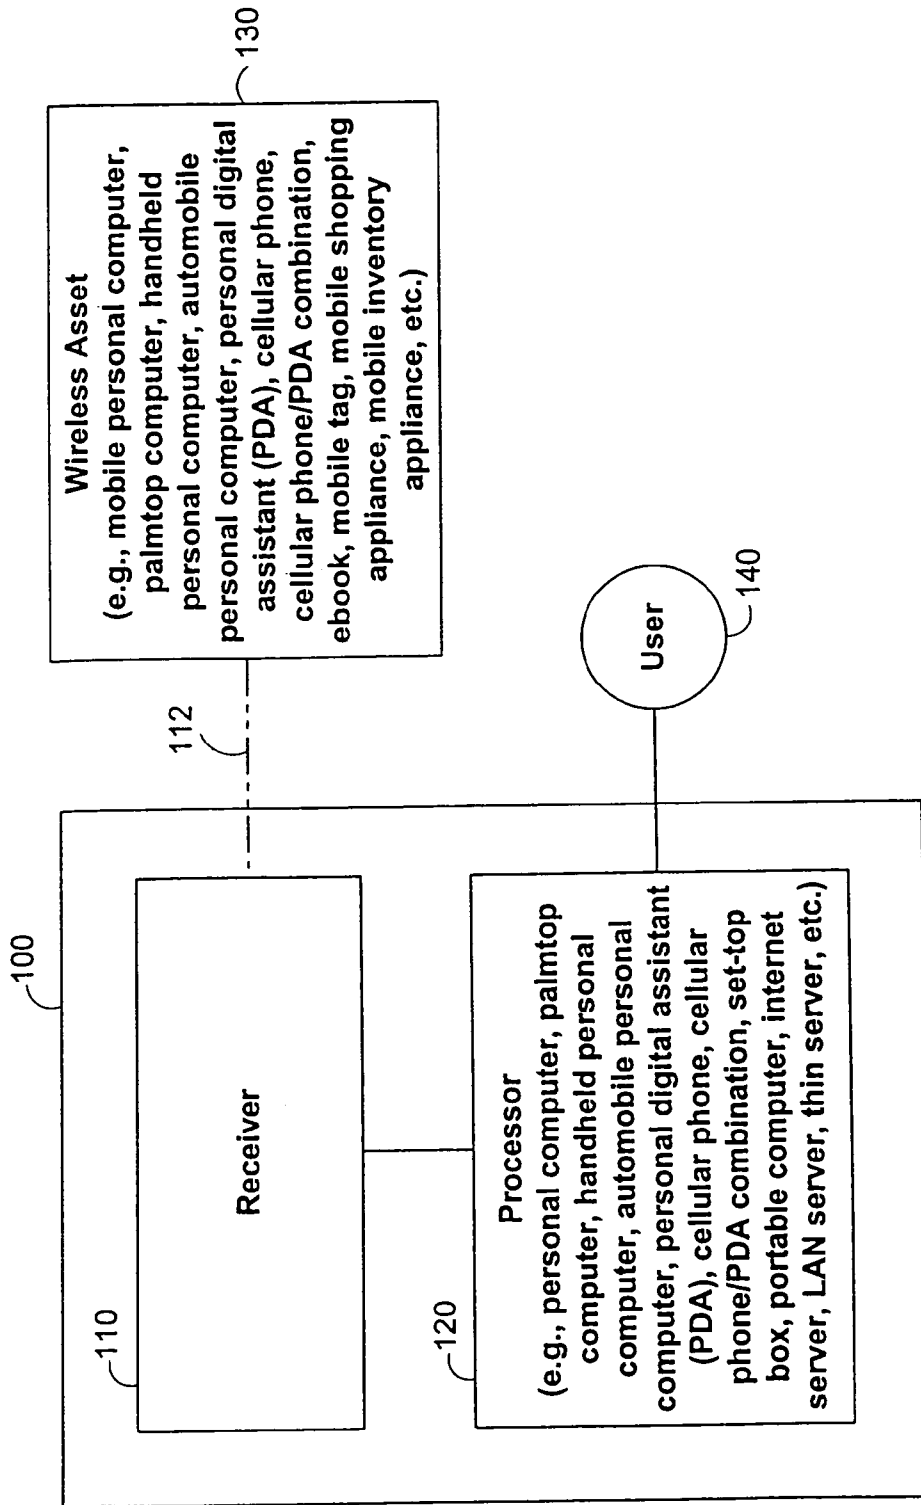 100
110
Receiver
120
Processor
(e.g., personal computer, palmtop
computer, handheld personal
computer, automobile personal
computer, personal digital assistant
(PDA), cellular phone, cellular
phone/PDA combination, set-top
box, portable computer, internet
server, LAN server, thin server, etc.)
112
Wireless Asset
(e.g., mobile personal computer,
palmtop computer, handheld
personal computer, automobile
personal computer, personal digital
assistant (PDA), cellular phone,
cellular phone/PDA combination,
ebook, mobile tag, mobile shopping
appliance, mobile inventory
appliance, etc.)
130
User
140